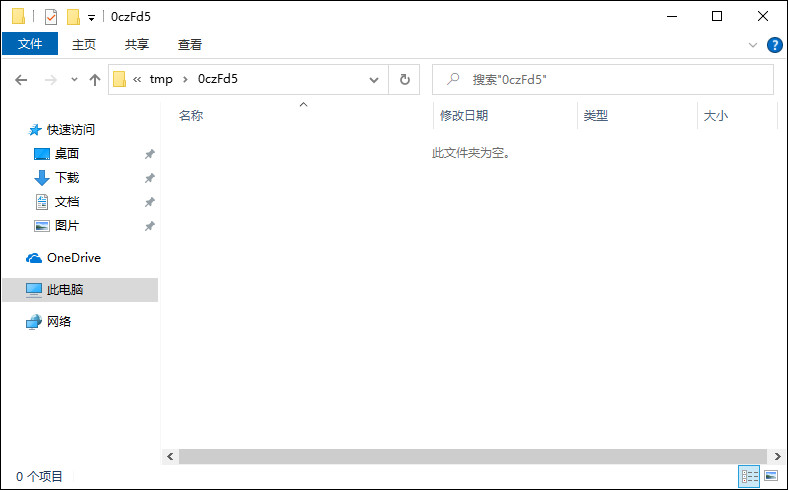 0czFd5
文件 主页 共享 查看
« tmp › 0czFd5 搜索"0czFd5"
名称 修改日期 类型 大小
此文件夹为空。
快速访问
桌面
下载
文档
图片
OneDrive
此电脑
网络
0 个项目